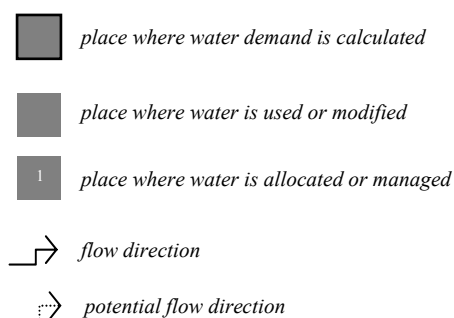 place where water demand is calculated
place where water is used or modified
1 place where water is allocated or managed
flow direction
potential flow direction